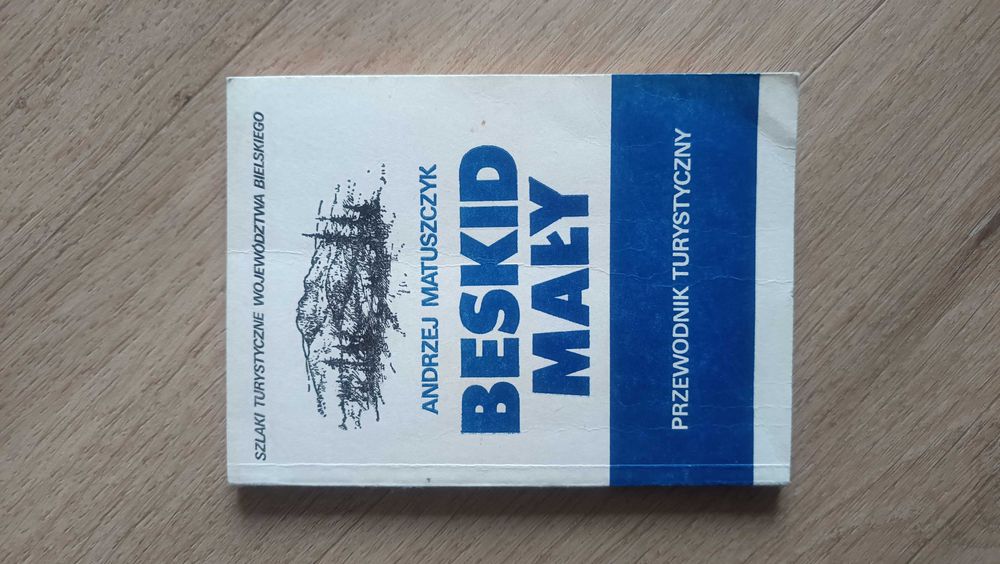 SZLAKI TURYSTYCZNE WOJEWÓDZTWA BIELSKIEGO
ANDRZEJ MATUSZCZYK
BESKID
MAŁY
PRZEWODNIK TURYSTYCZNY